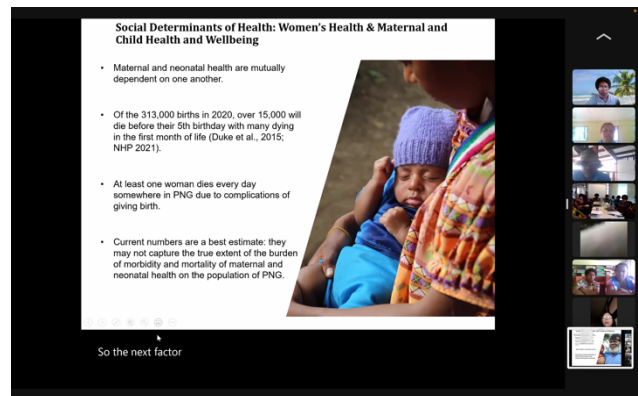 Social Determinants of Health: Women's Health & Maternal and
Child Health and Wellbeing
• Maternal and neonatal health are mutually
dependent on one another.
• Of the 313,000 births in 2020, over 15,000 will
die before their 5th birthday with many dying
in the first month of life (Duke et al., 2015;
NHP 2021).
• At least one woman dies every day
somewhere in PNG due to complications of
giving birth.
• Current numbers are a best estimate: they
may not capture the true extent of the burden
of morbidity and mortality of maternal and
neonatal health on the population of PNG.
So the next factor